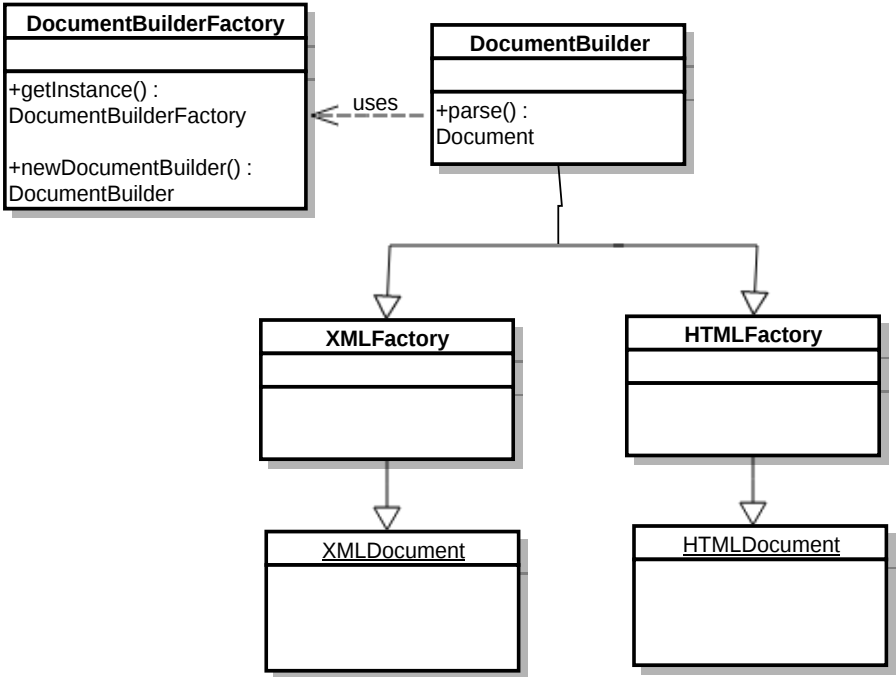 DocumentBuilderFactory
+getInstance() :
DocumentBuilderFactory
+newDocumentBuilder() :
DocumentBuilder
uses
DocumentBuilder
+parse() :
Document
XMLFactory
HTMLFactory
XMLDocument
HTMLDocument